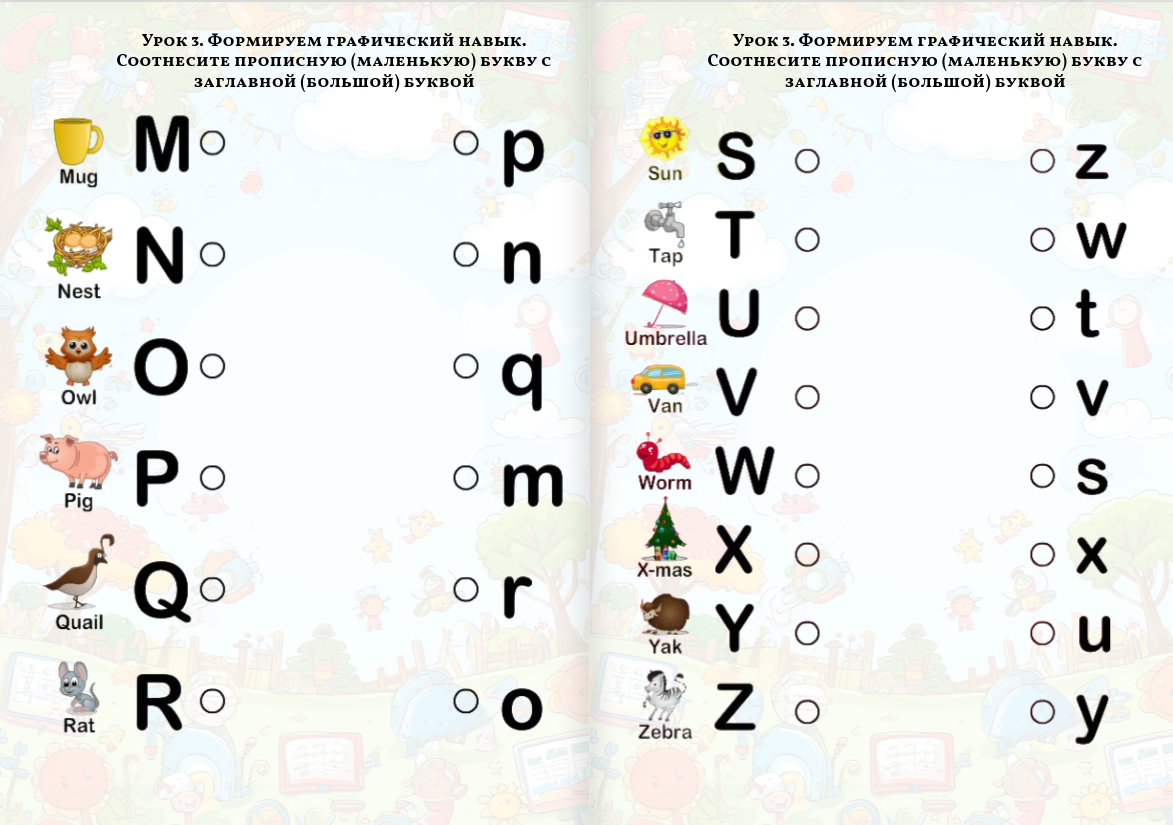 Урок 3. Формируем графический навык.
Соотнесите прописную (маленькую) букву с
заглавной (большой) буквой
M p
Mug
N n
Nest
O q
Owl
P m
Pig
Q r
Quail
R o
Rat
Урок 3. Формируем графический навык.
Соотнесите прописную (маленькую) букву с
заглавной (большой) буквой
S z
Sun
T w
Tap
U t
Umbrella
V v
Van
W s
Worm
X x
X-mas
Y u
Yak
Z y
Zebra